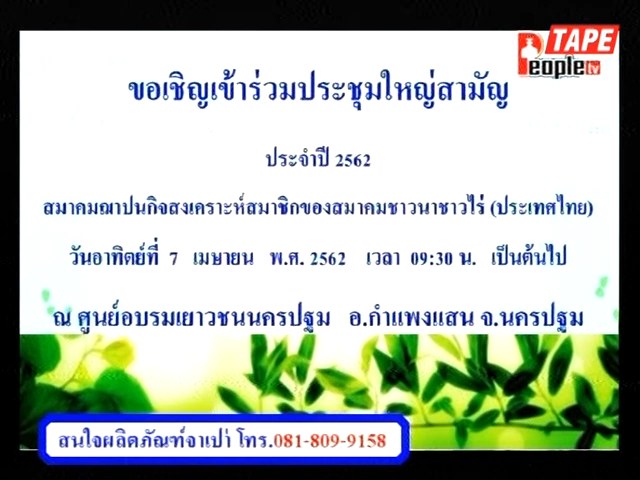 TAPE
People tv
ขอเชิญเข้าร่วมประชุมใหญ่สามัญ
ประจำปี 2562
สมาคมฌาปนกิจสงเคราะห์สมาชิกของสมาคมชาวนาชาวไร่ (ประเทศไทย)
วันอาทิตย์ที่ 7 เมษายน พ.ศ. 2562 เวลา 09:30 น. เป็นต้นไป
ณ ศูนย์อบรมเยาวชนนครปฐม อ.กำแพงแสน จ.นครปฐม
สนใจผลิตภัณฑ์จาเปา โทร.081-809-9158